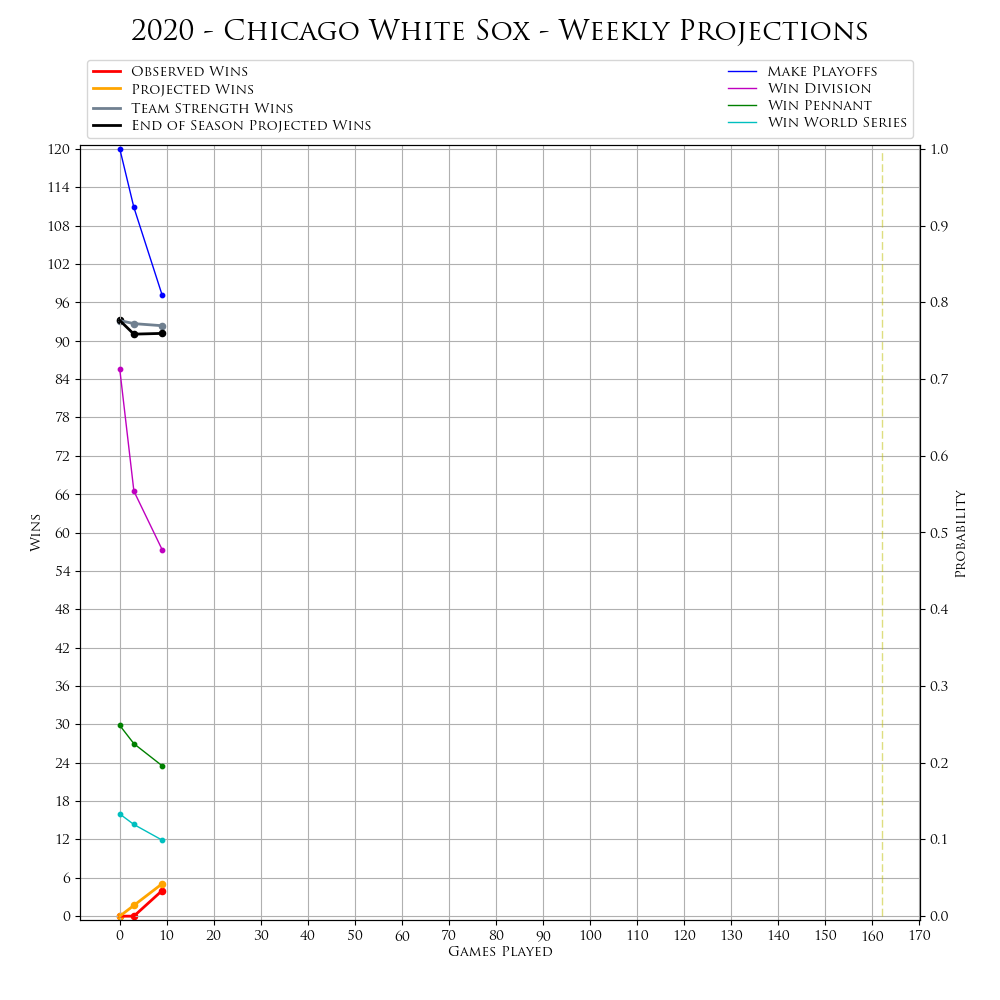 2020 - Chicago White Sox - Weekly Projections
Observed Wins
Projected Wins
Team Strength Wins
End of Season Projected Wins
Make Playoffs
Win Division
Win Pennant
Win World Series
120
114
108
102
96
90
84
78
72
66
60
54
48
42
36
30
24
18
12
6
0
Wins
1.0
0.9
0.8
0.7
0.6
0.5
0.4
0.3
0.2
0.1
0.0
Probability
0 10 20 30 40 50 60 70 80 90 100 110 120 130 140 150 160 170
Games Played